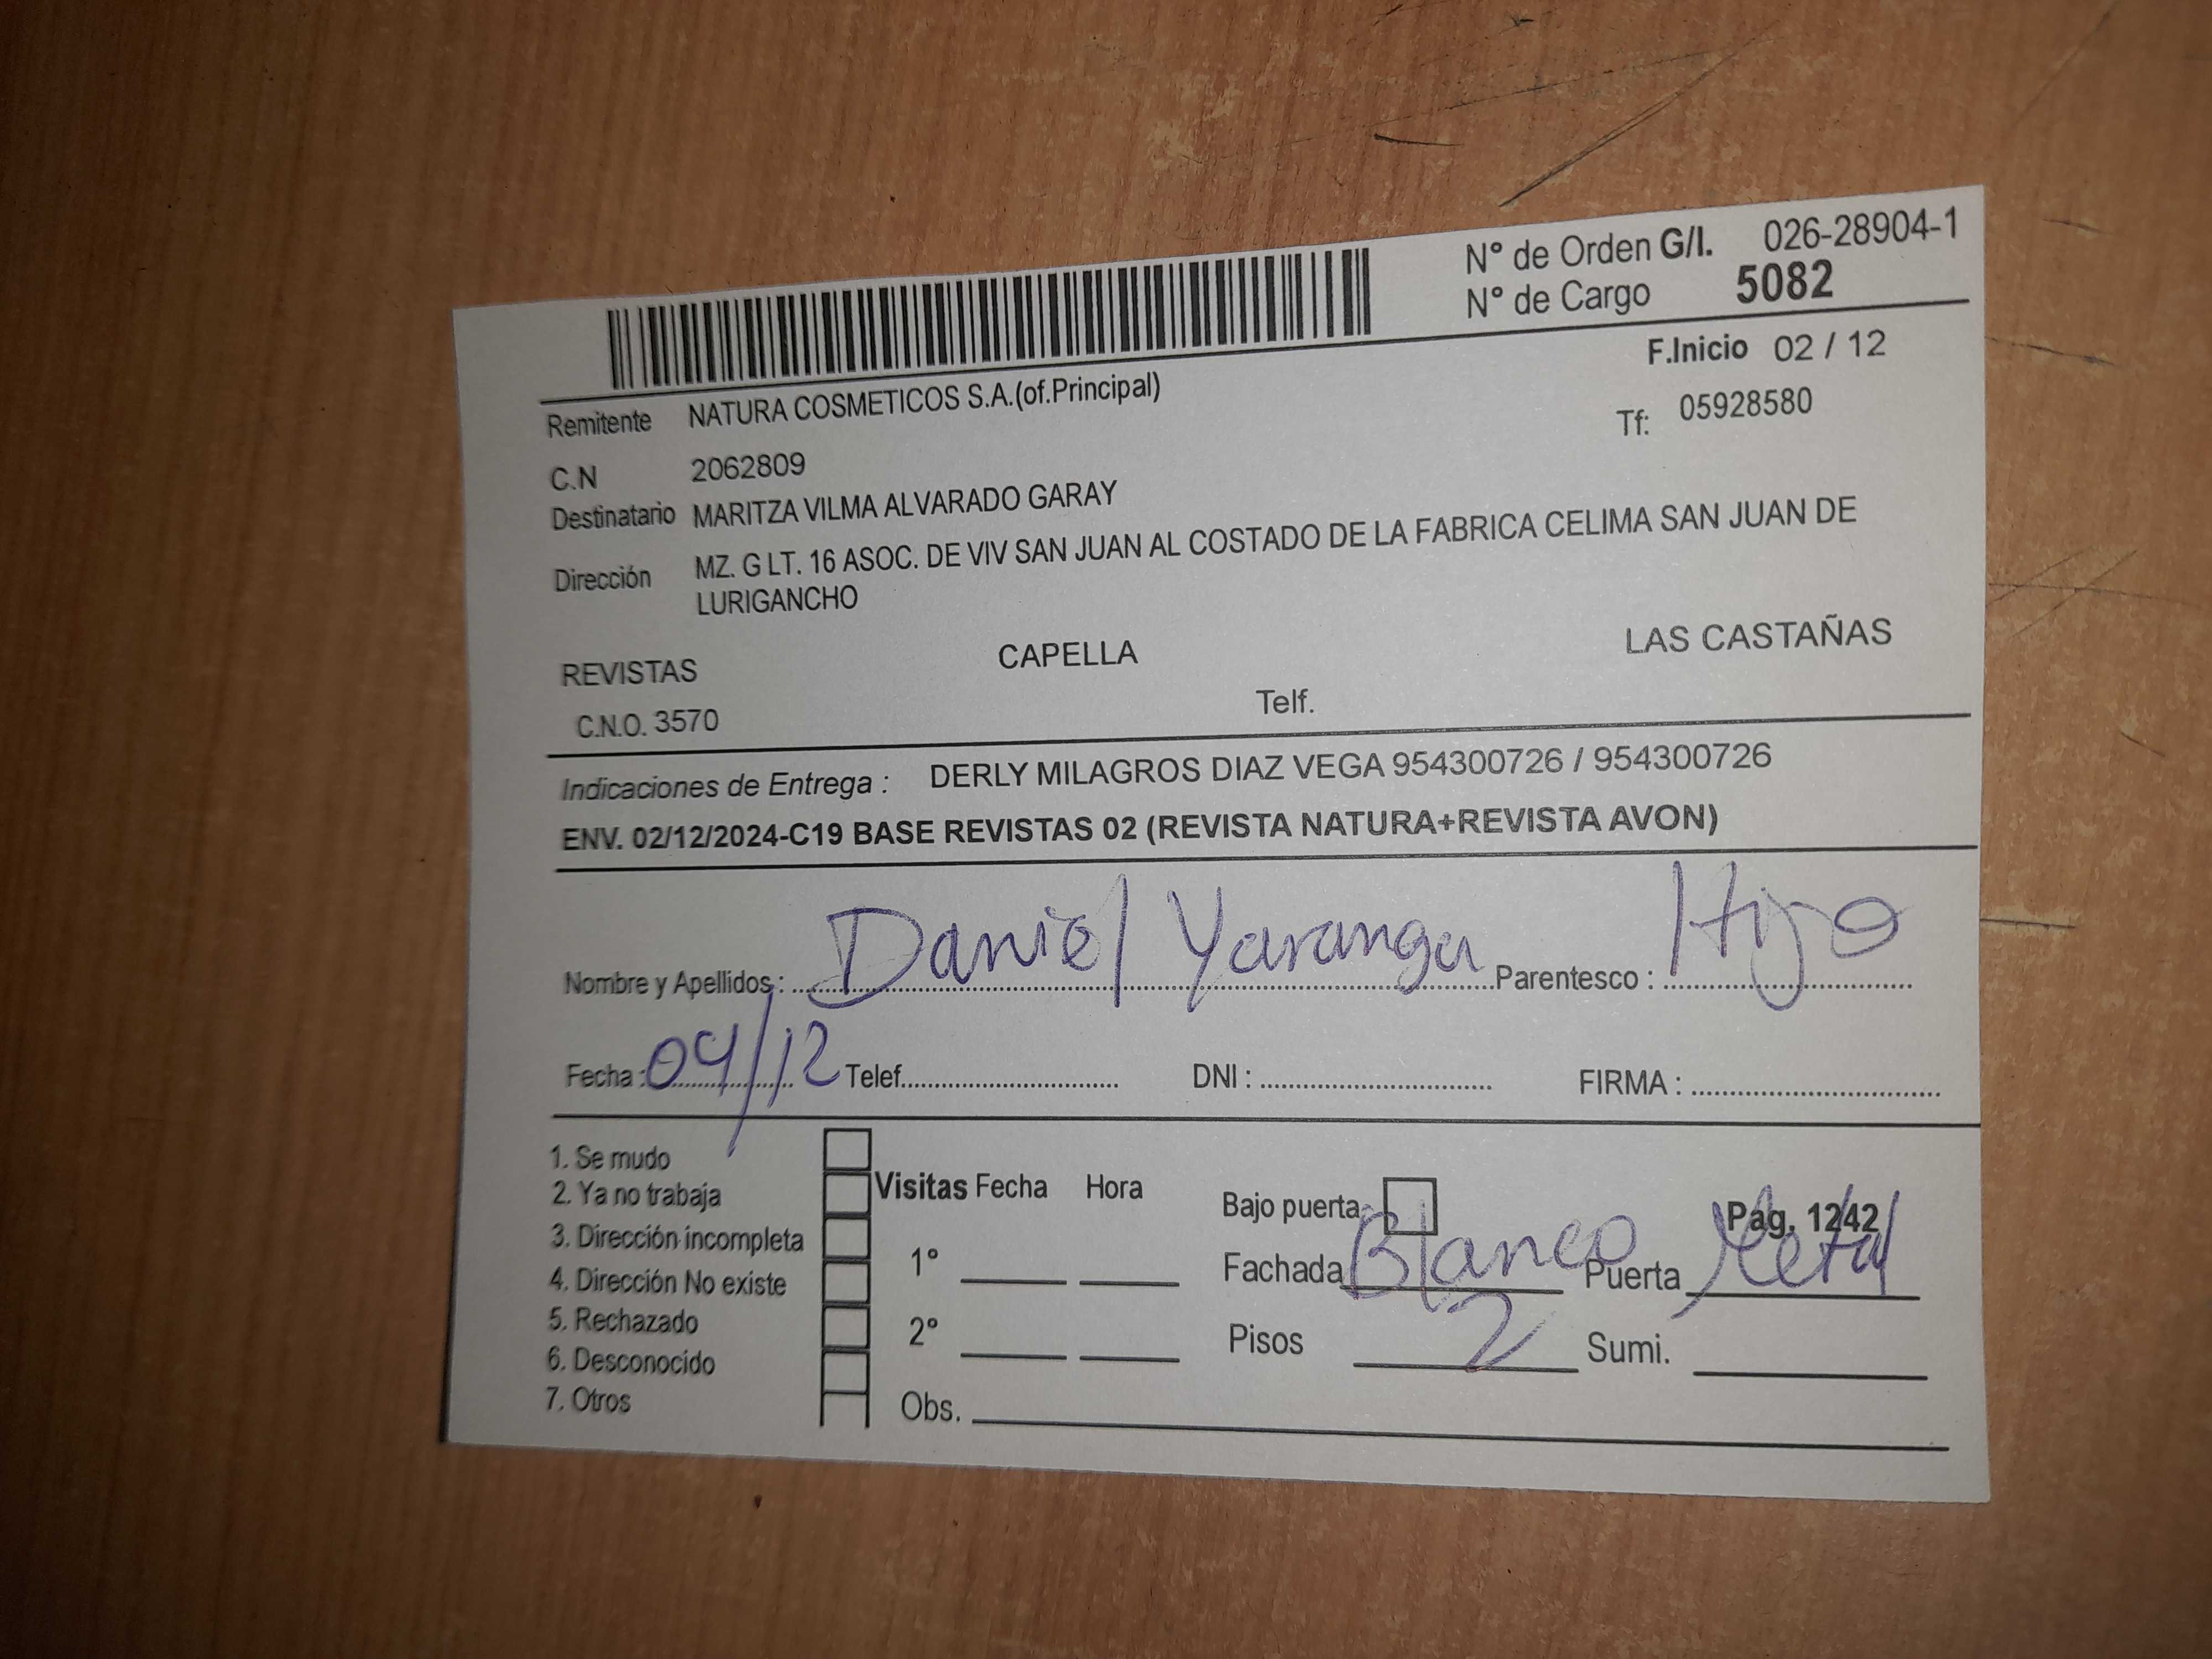 N° de Orden G/I. 026-28904-1
N° de Cargo 5082
F.Inicio 02 / 12
Remitente NATURA COSMETICOS S.A.(of.Principal)
Tf: 05928580
C.N 2062809
Destinatario MARITZA VILMA ALVARADO GARAY
Dirección MZ. G LT. 16 ASOC. DE VIV SAN JUAN AL COSTADO DE LA FABRICA CELIMA SAN JUAN DE
LURIGANCHO
REVISTAS CAPELLA LAS CASTAÑAS
C.N.O. 3570 Telf.
Indicaciones de Entrega : DERLY MILAGROS DIAZ VEGA 954300726 / 954300726
ENV. 02/12/2024-C19 BASE REVISTAS 02 (REVISTA NATURA+REVISTA AVON)
Nombre y Apellidos : Daniel Yaranga Parentesco : Hijo
Fecha : 04/12 Telef. DNI : FIRMA :
1. Se mudo
2. Ya no trabaja
3. Dirección incompleta
4. Dirección No existe
5. Rechazado
6. Desconocido
7. Otros
Visitas Fecha Hora
1°
2°
Obs.
Bajo puerta Pag. 1242
Fachada Blanco Puerta Metal
Pisos 2 Sumi.